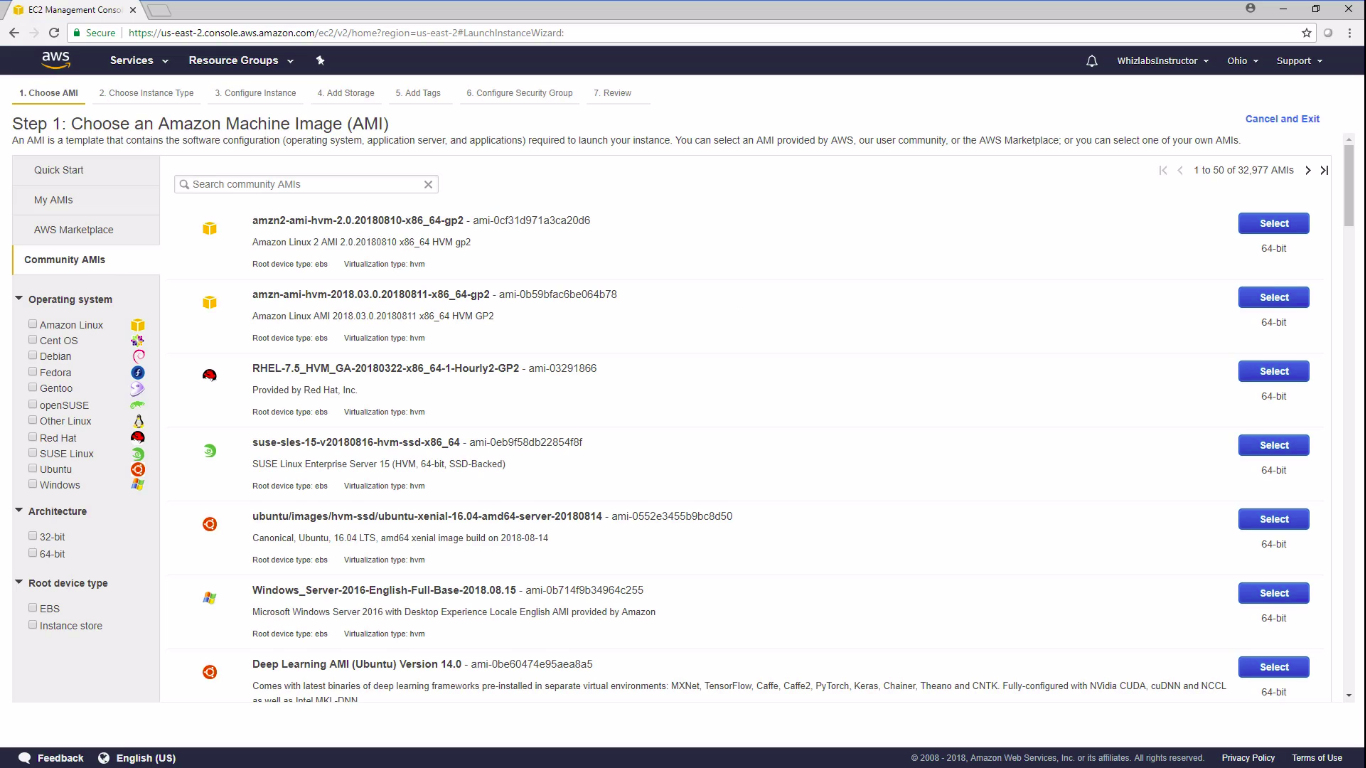 EC2 Management Conso
Secure
https://us-east-2.console.aws.amazon.com/ec2/v2/home?region=us-east-2#LaunchInstanceWizard:
aws
Services
Resource Groups
WhizlabsInstructor
Ohio
Support
1. Choose AMI
2. Choose Instance Type
3. Configure Instance
4. Add Storage
5. Add Tags
6. Configure Security Group
7. Review
Step 1: Choose an Amazon Machine Image (AMI)
Cancel and Exit
An AMI is a template that contains the software configuration (operating system, application server, and applications) required to launch your instance. You can select an AMI provided by AWS, our user community, or the AWS Marketplace; or you can select one of your own AMIs.
Quick Start
My AMIs
AWS Marketplace
Community AMIs
Operating system
Amazon Linux
Cent OS
Debian
Fedora
Gentoo
openSUSE
Other Linux
Red Hat
SUSE Linux
Ubuntu
Windows
Architecture
32-bit
64-bit
Root device type
EBS
Instance store
Search community AMIs
1 to 50 of 32,977 AMIs
amzn2-ami-hvm-2.0.20180810-x86_64-gp2 - ami-0cf31d971a3ca20d6
Amazon Linux 2 AMI 2.0.20180810 x86_64 HVM gp2
Root device type: ebs Virtualization type: hvm
Select
64-bit
amzn-ami-hvm-2018.03.0.20180811-x86_64-gp2 - ami-0b59bfac6be064b78
Amazon Linux AMI 2018.03.0.20180811 x86_64 HVM GP2
Root device type: ebs Virtualization type: hvm
Select
64-bit
RHEL-7.5_HVM_GA-20180322-x86_64-1-Hourly2-GP2 - ami-03291866
Provided by Red Hat, Inc.
Root device type: ebs Virtualization type: hvm
Select
64-bit
suse-sles-15-v20180816-hvm-ssd-x86_64 - ami-0eb9f58db22854f8f
SUSE Linux Enterprise Server 15 (HVM, 64-bit, SSD-Backed)
Root device type: ebs Virtualization type: hvm
Select
64-bit
ubuntu/images/hvm-ssd/ubuntu-xenial-16.04-amd64-server-20180814 - ami-0552e3455b9bc8d50
Canonical, Ubuntu, 16.04 LTS, amd64 xenial image build on 2018-08-14
Root device type: ebs Virtualization type: hvm
Select
64-bit
Windows_Server-2016-English-Full-Base-2018.08.15 - ami-0b714f9b34964c255
Microsoft Windows Server 2016 with Desktop Experience Locale English AMI provided by Amazon
Root device type: ebs Virtualization type: hvm
Select
64-bit
Deep Learning AMI (Ubuntu) Version 14.0 - ami-0be60474e95aea8a5
Comes with latest binaries of deep learning frameworks pre-installed in separate virtual environments: MXNet, TensorFlow, Caffe, Caffe2, PyTorch, Keras, Chainer, Theano and CNTK. Fully-configured with NVidia CUDA, cuDNN and NCCL
as well as Intel MKL-DNN
Select
64-bit
Feedback
English (US)
© 2008 - 2018, Amazon Web Services, Inc. or its affiliates. All rights reserved.
Privacy Policy
Terms of Use